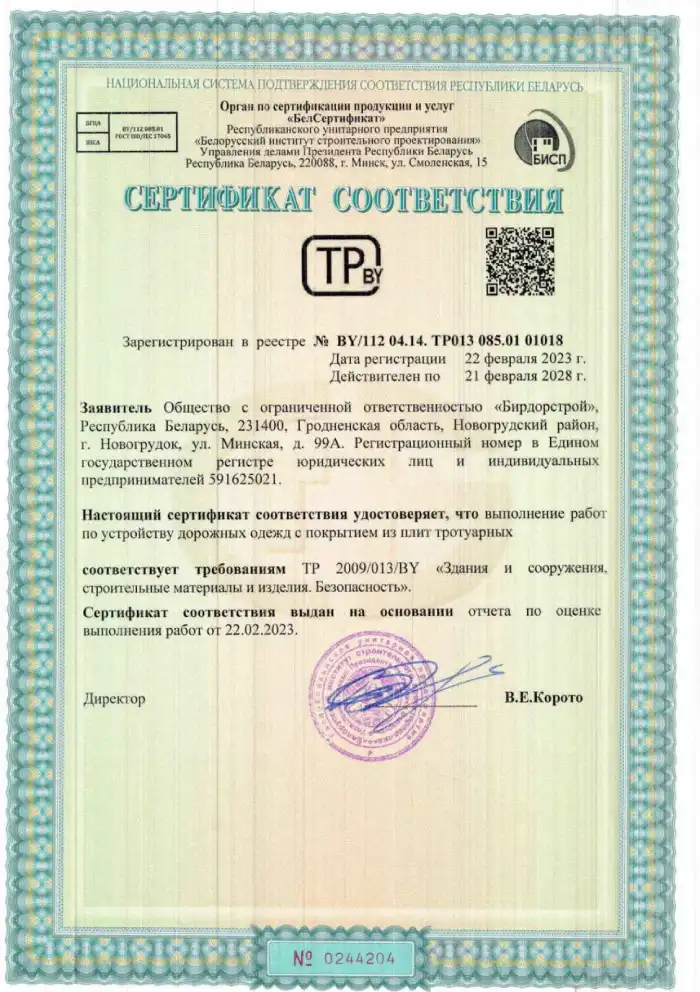 НАЦИОНАЛЬНАЯ СИСТЕМА ПОДТВЕРЖДЕНИЯ СООТВЕТСТВИЯ РЕСПУБЛИКИ БЕЛАРУСЬ
Орган по сертификации продукции и услуг
«БелСертификат»
Республиканского унитарного предприятия
«Белорусский институт строительного проектирования»
Управления делами Президента Республики Беларусь
Республика Беларусь, 220088, г. Минск, ул. Смоленская, 15
БГЦА
BSCA
BY/112 085.01
ГОСТ ISO/IEC 17065
БИСП
СЕРТИФИКАТ СООТВЕТСТВИЯ
ТР BY
Зарегистрирован в реестре № BY/112 04.14. ТР013 085.01 01018
Дата регистрации 22 февраля 2023 г.
Действителен по 21 февраля 2028 г.
Заявитель Общество с ограниченной ответственностью «Бирдорстрой»,
Республика Беларусь, 231400, Гродненская область, Новогрудский район,
г. Новогрудок, ул. Минская, д. 99А. Регистрационный номер в Едином
государственном регистре юридических лиц и индивидуальных
предпринимателей 591625021.
Настоящий сертификат соответствия удостоверяет, что выполнение работ
по устройству дорожных одежд с покрытием из плит тротуарных
соответствует требованиям ТР 2009/013/BY «Здания и сооружения,
строительные материалы и изделия. Безопасность».
Сертификат соответствия выдан на основании отчета по оценке
выполнения работ от 22.02.2023.
Директор
В.Е.Корото
№ 0244204